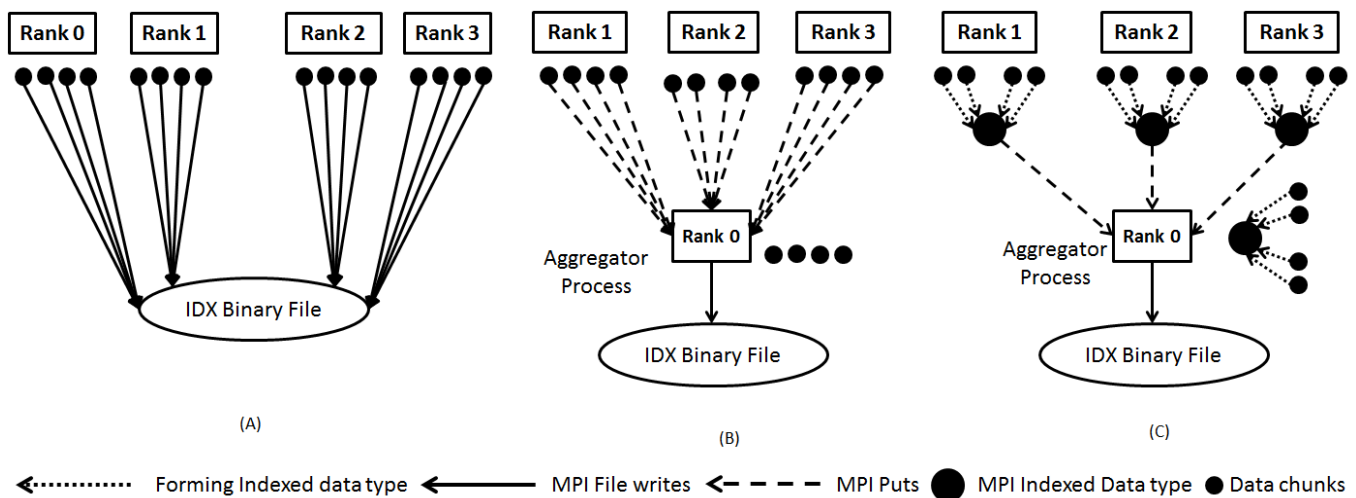 Rank 0 Rank 1 Rank 2 Rank 3
IDX Binary File
(A)
Rank 1 Rank 2 Rank 3
Rank 0
Aggregator
Process
IDX Binary File
(B)
Rank 1 Rank 2 Rank 3
Rank 0
Aggregator
Process
IDX Binary File
(C)
Forming Indexed data type MPI File writes MPI Puts MPI Indexed Data type Data chunks